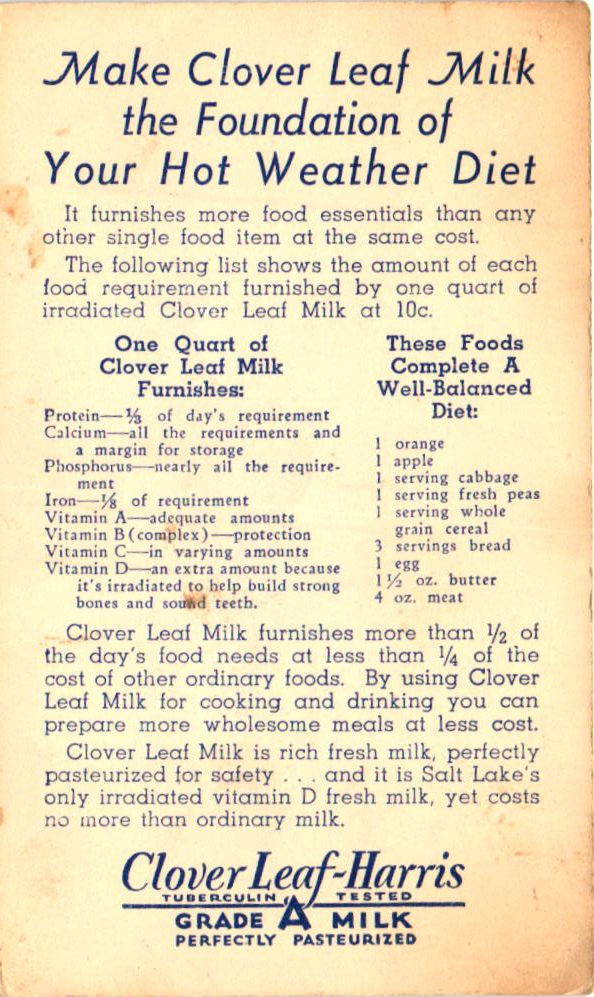 Make Clover Leaf Milk
the Foundation of
Your Hot Weather Diet
It furnishes more food essentials than any
other single food item at the same cost.
The following list shows the amount of each
food requirement furnished by one quart of
irradiated Clover Leaf Milk at 10c.
One Quart of
Clover Leaf Milk
Furnishes:
Protein—⅓ of day's requirement
Calcium—all the requirements and
a margin for storage
Phosphorus—nearly all the require-
ment
Iron—⅛ of requirement
Vitamin A—adequate amounts
Vitamin B (complex)—protection
Vitamin C—in varying amounts
Vitamin D—an extra amount because
it's irradiated to help build strong
bones and sound teeth.
These Foods
Complete A
Well-Balanced
Diet:
1 orange
1 apple
1 serving cabbage
1 serving fresh peas
1 serving whole
grain cereal
3 servings bread
1 egg
1½ oz. butter
4 oz. meat
Clover Leaf Milk furnishes more than ½ of
the day's food needs at less than ¼ of the
cost of other ordinary foods. By using Clover
Leaf Milk for cooking and drinking you can
prepare more wholesome meals at less cost.
Clover Leaf Milk is rich fresh milk, perfectly
pasteurized for safety . . . and it is Salt Lake's
only irradiated vitamin D fresh milk, yet costs
no more than ordinary milk.
Clover Leaf-Harris
TUBERCULIN TESTED
GRADE A MILK
PERFECTLY PASTEURIZED